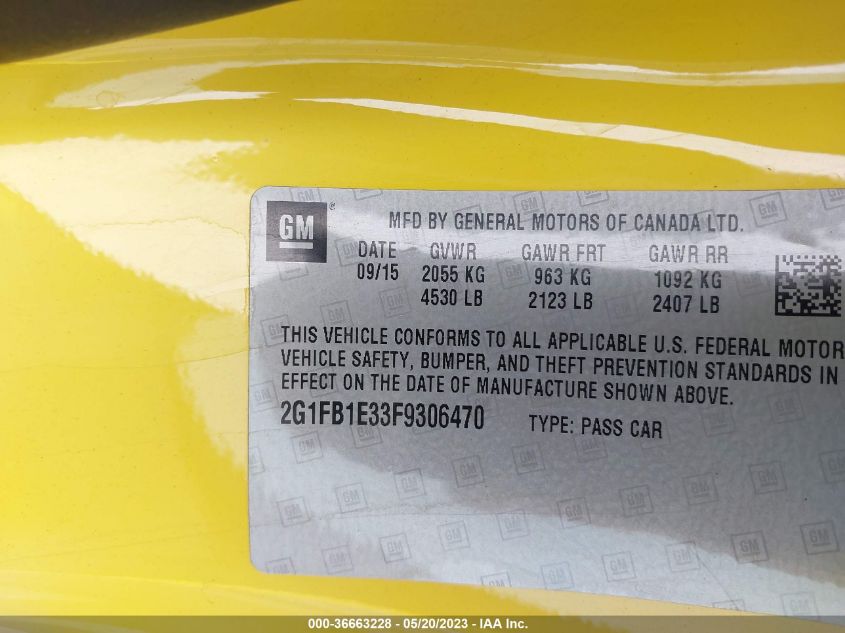 GM ®
MFD BY GENERAL MOTORS OF CANADA LTD.
DATE GVWR GAWR FRT GAWR RR
09/15 2055 KG 963 KG 1092 KG
4530 LB 2123 LB 2407 LB
THIS VEHICLE CONFORMS TO ALL APPLICABLE U.S. FEDERAL MOTOR
VEHICLE SAFETY, BUMPER, AND THEFT PREVENTION STANDARDS IN
EFFECT ON THE DATE OF MANUFACTURE SHOWN ABOVE.
2G1FB1E33F9306470 TYPE: PASS CAR
000-36663228 - 05/20/2023 - IAA Inc.